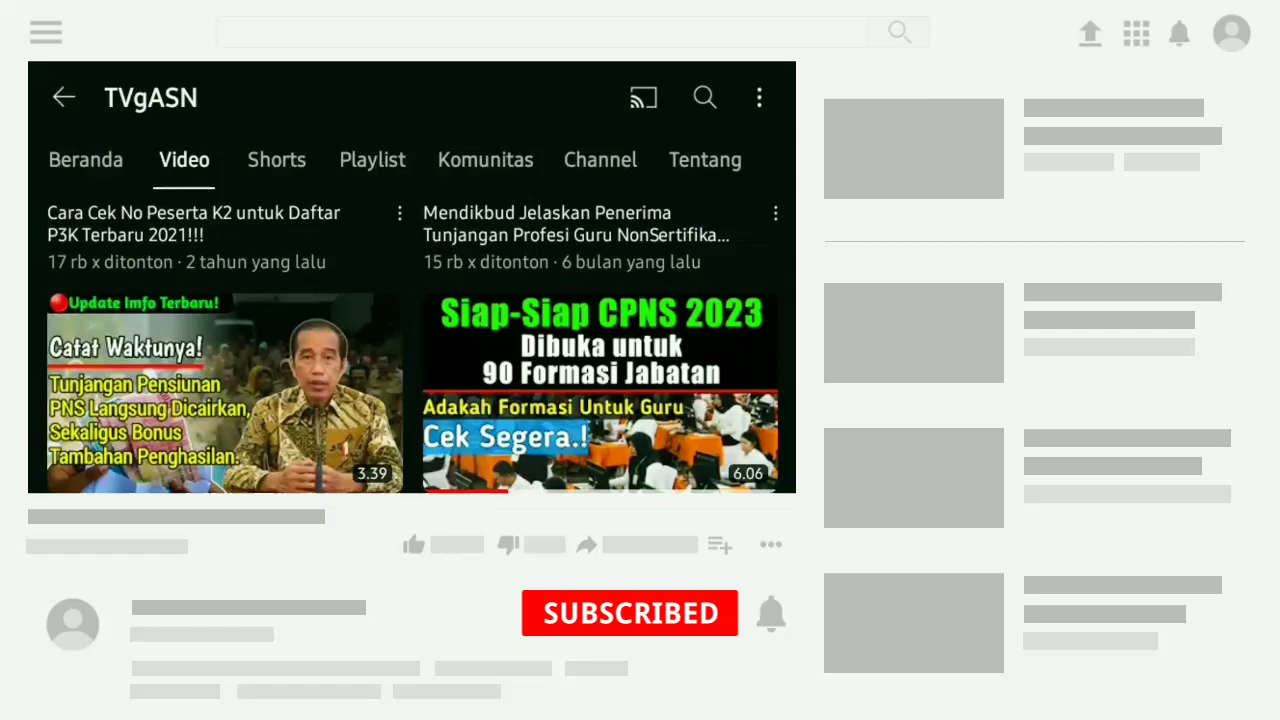 TVgASN
Beranda Video Shorts Playlist Komunitas Channel Tentang
Cara Cek No Peserta K2 untuk Daftar
P3K Terbaru 2021!!!
17 rb x ditonton · 2 tahun yang lalu
Mendikbud Jelaskan Penerima
Tunjangan Profesi Guru NonSertifika...
15 rb x ditonton · 6 bulan yang lalu
Update Imfo Terbaru!
Catat Waktunya!
Tunjangan Pensiunan
PNS Langsung Dicairkan,
Sekaligus Bonus
Tambahan Penghasilan.
3.39
Siap-Siap CPNS 2023
Dibuka untuk
90 Formasi Jabatan
Adakah Formasi Untuk Guru
Cek Segera.!
6.06
SUBSCRIBED